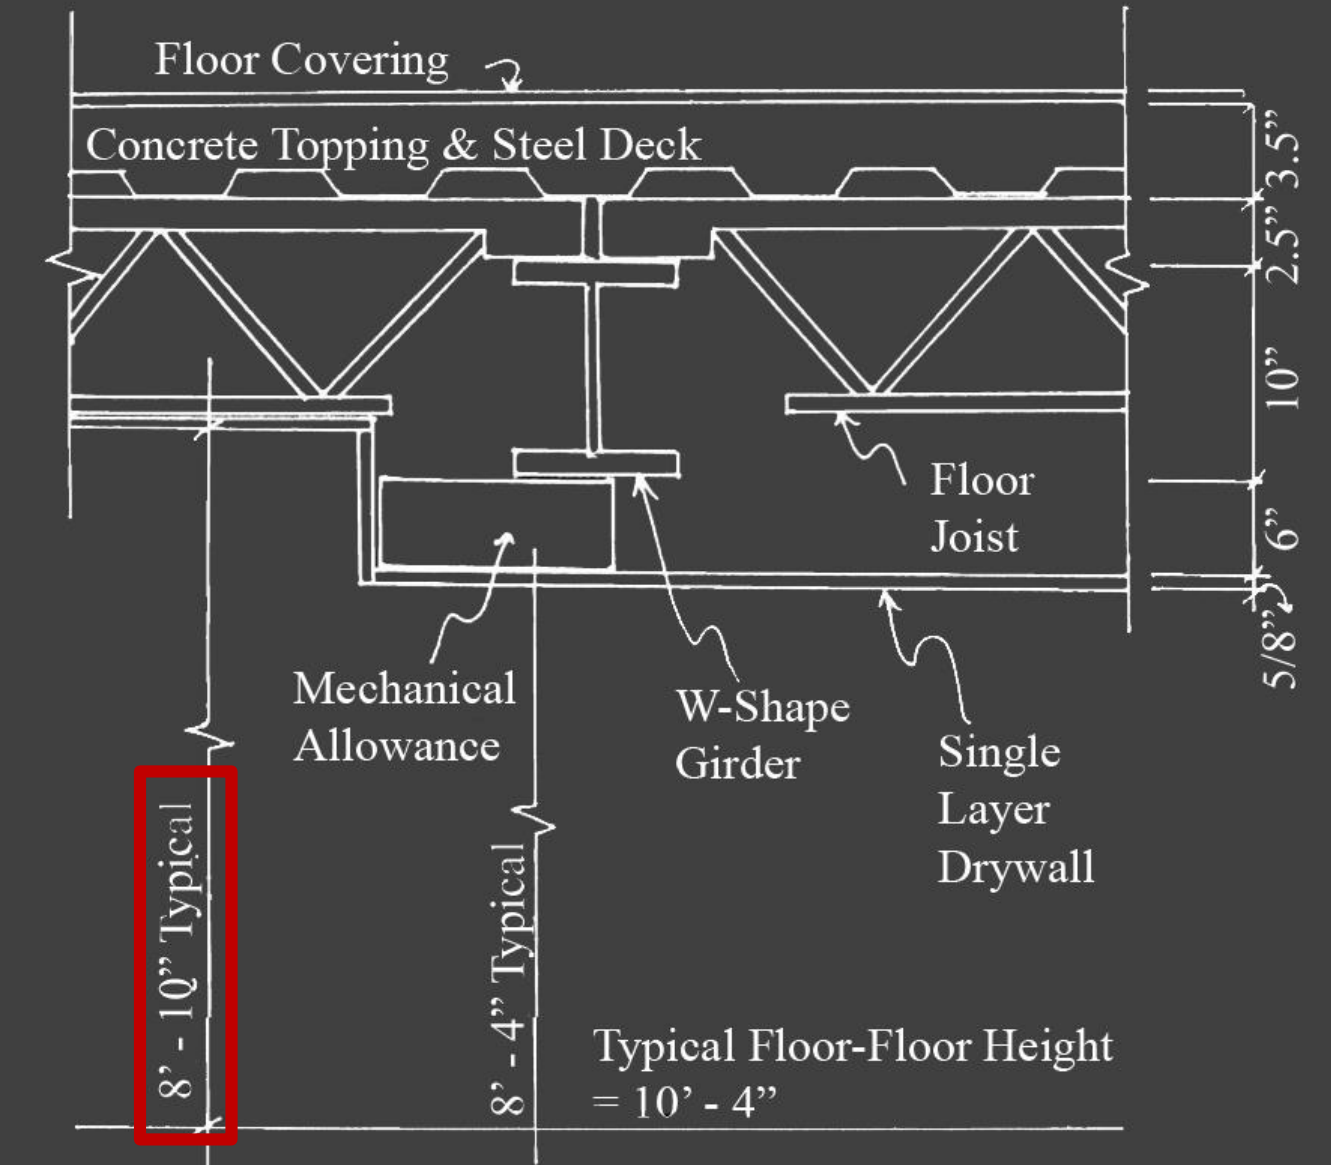 Floor Covering
Concrete Topping & Steel Deck
3.5”
2.5”
10”
6”
5/8”
Floor
Joist
Mechanical
Allowance
W-Shape
Girder
Single
Layer
Drywall
8’ - 10” Typical
8’ - 4” Typical
Typical Floor-Floor Height
= 10’ - 4”